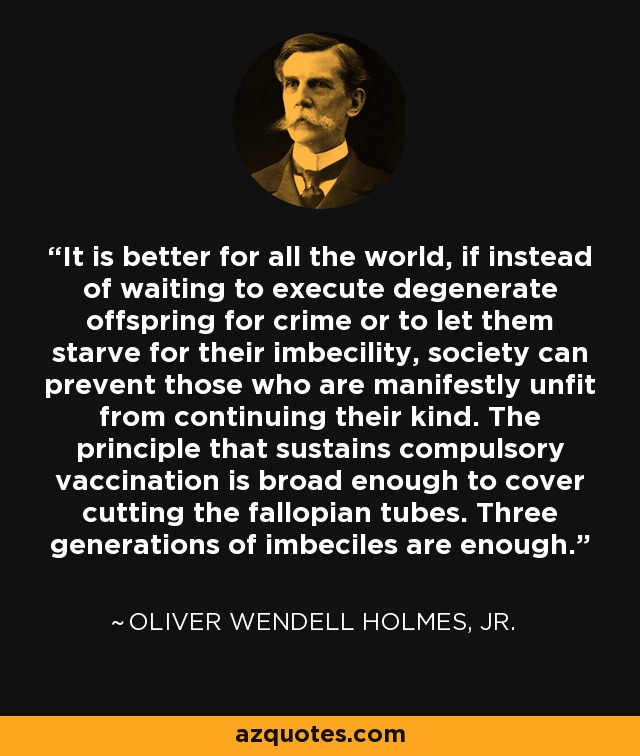 “It is better for all the world, if instead
of waiting to execute degenerate
offspring for crime or to let them
starve for their imbecility, society can
prevent those who are manifestly unfit
from continuing their kind. The
principle that sustains compulsory
vaccination is broad enough to cover
cutting the fallopian tubes. Three
generations of imbeciles are enough.”
~ OLIVER WENDELL HOLMES, JR.
azquotes.com